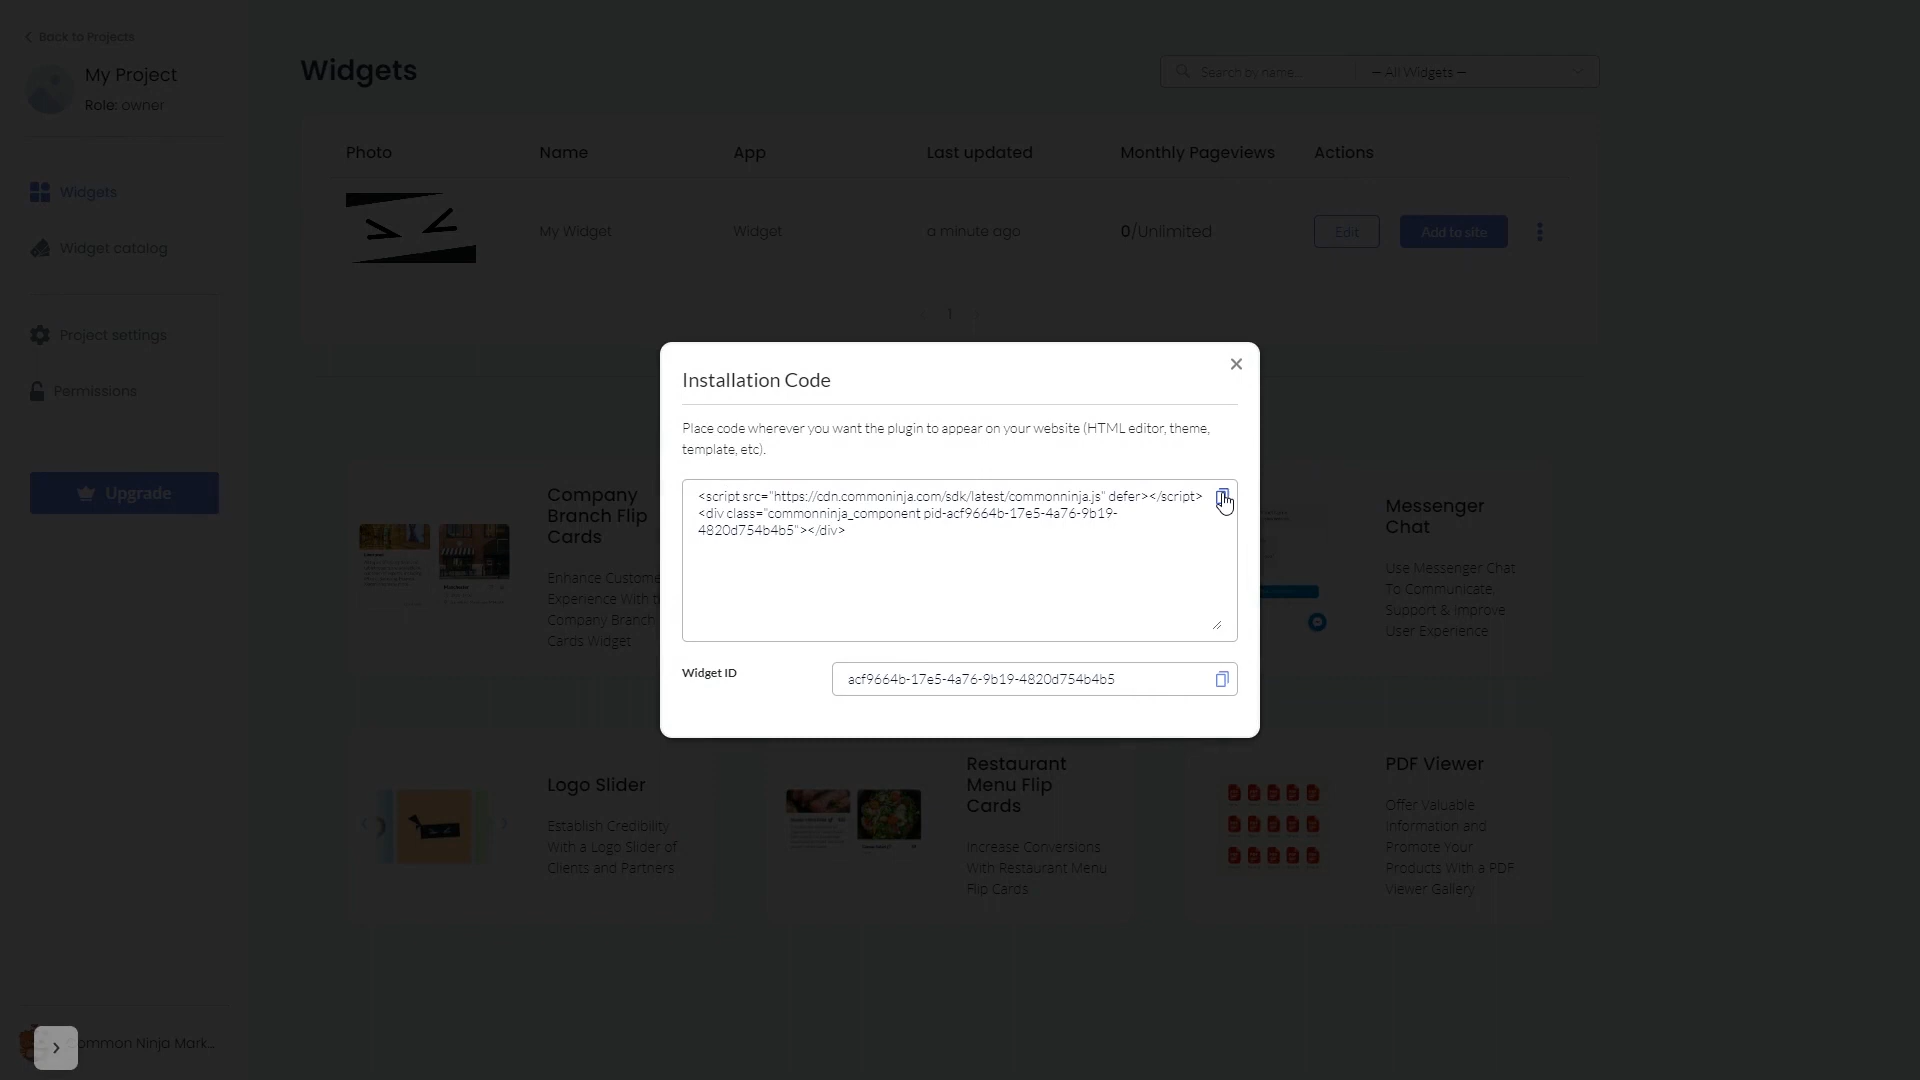 Back to Projects
My Project
Role: owner
Widgets
Widget catalog
Project settings
Permissions
Upgrade
Widgets
Search by name...
— All Widgets —
Photo Name App Last updated Monthly Pageviews Actions
My Widget Widget a minute ago 0/Unlimited Edit Add to site
1
Installation Code
Place code wherever you want the plugin to appear on your website (HTML editor, theme,
template, etc).
<script src="https://cdn.commoninja.com/sdk/latest/commonninja.js" defer></script>
<div class="commonninja_component pid-acf9664b-17e5-4a76-9b19-
4820d754b4b5"></div>
Widget ID
acf9664b-17e5-4a76-9b19-4820d754b4b5
Company
Branch Flip
Cards
Enhance Custome
Experience With
Company Branch
Cards Widget
Messenger
Chat
Use Messenger Chat
To Communicate,
Support & Improve
User Experience
Logo Slider
Establish Credibility
With a Logo Slider of
Clients and Partners
Restaurant
Menu Flip
Cards
Increase Conversions
With Restaurant Menu
Flip Cards
PDF Viewer
Offer Valuable
Information and
Promote Your
Products With a PDF
Viewer Gallery
ommon Ninja Mark...